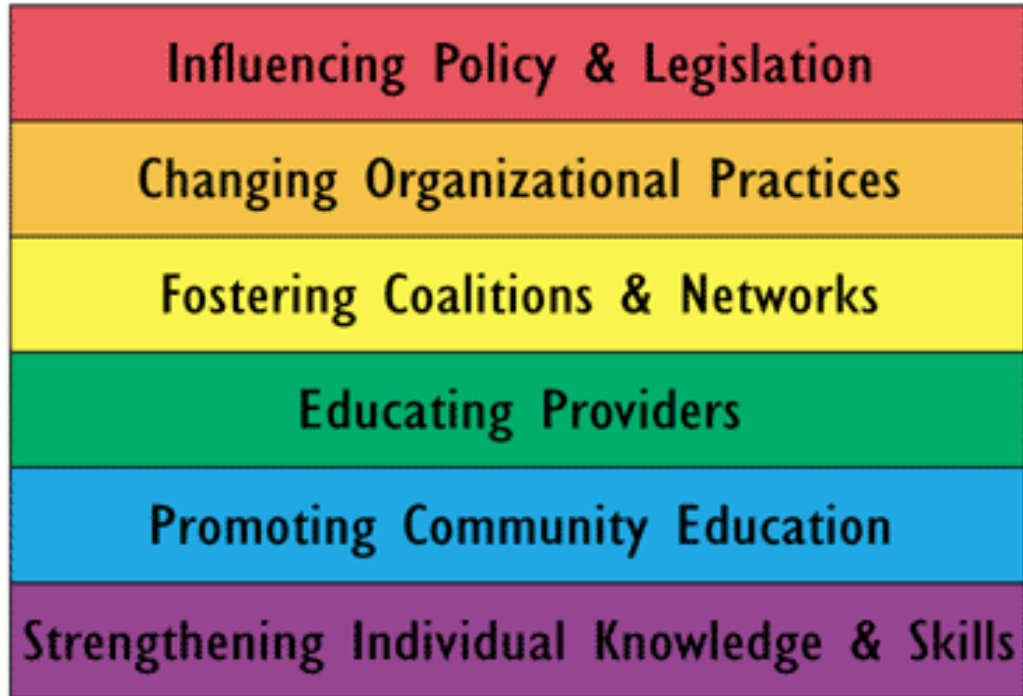 Influencing Policy & Legislation
Changing Organizational Practices
Fostering Coalitions & Networks
Educating Providers
Promoting Community Education
Strengthening Individual Knowledge & Skills